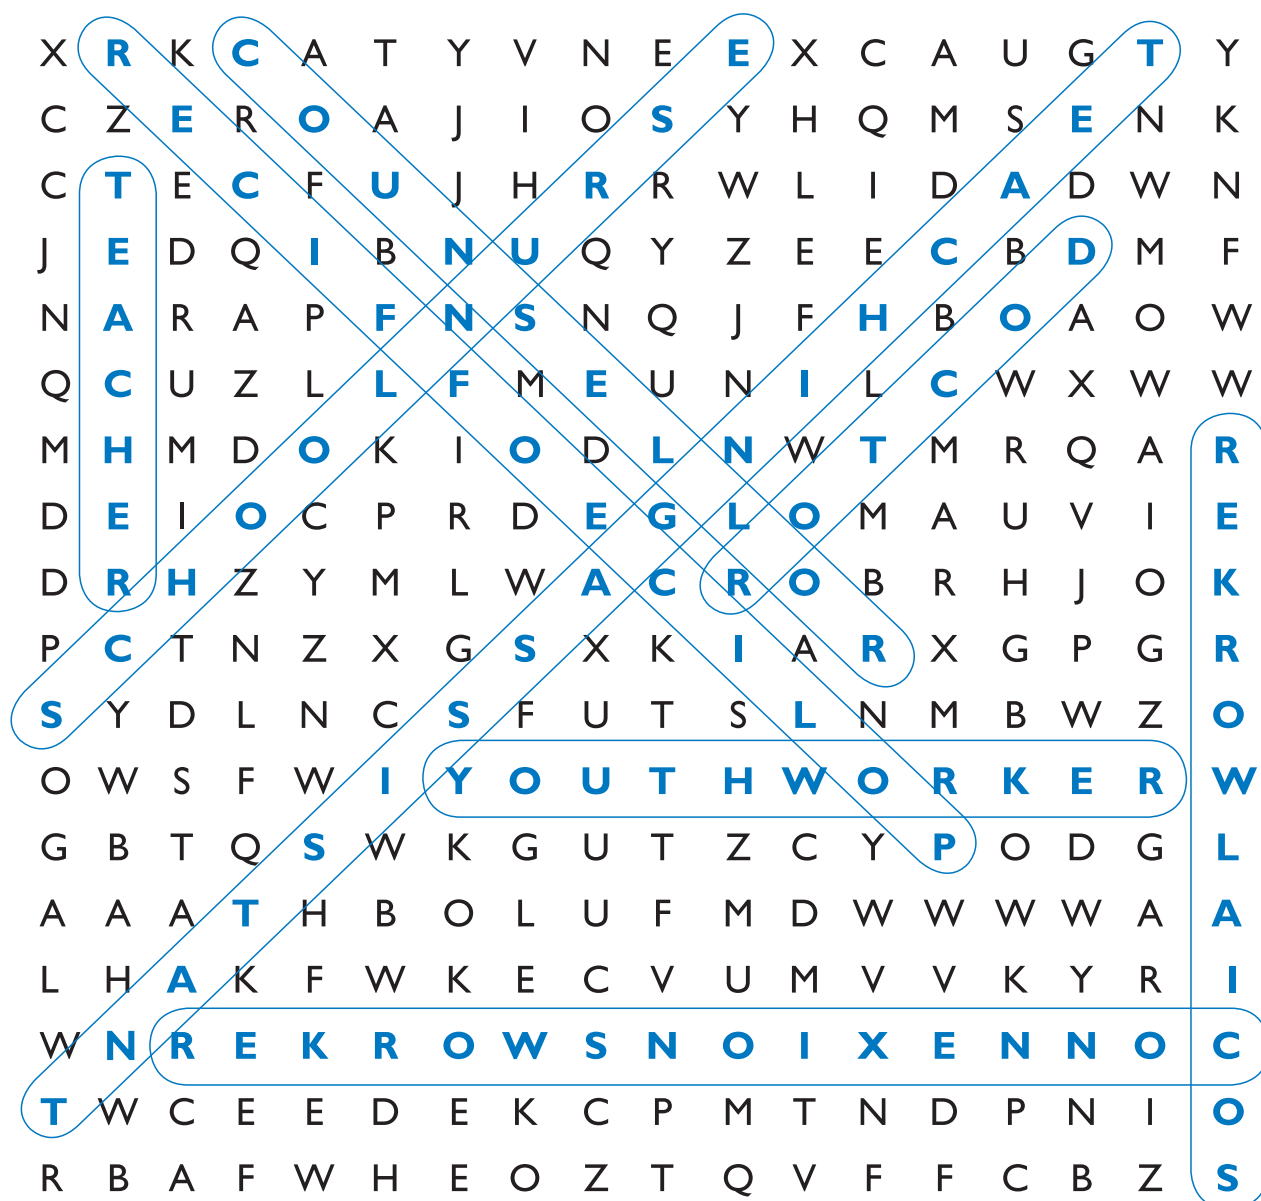 X R K C A T Y V N E E X C A U G T Y
C Z E R O A J I O S Y H Q M S E N K
C T E C F U J H R R W L I D A D W N
J E D Q I B N U Q Y Z E E C B D M F
N A R A P F N S N Q J F H B O A O W
Q C U Z L L F M E U N I L C W X W W
M H M D O K I O D L N W T M R Q A R
D E I O C P R D E G L O M A U V I E
D R H Z Y M L W A C R O B R H J O K
P C T N Z X G S X K I A R X G P G R
S Y D L N C S F U T S L N M B W Z O
O W S F W I Y O U T H W O R K E R W
G B T Q S W K G U T Z C Y P O D G L
A A A T H B O L U F M D W W W W A A
L H A K F W K E C V U M V V K Y R I
W N R E K R O W S N O I X E N N O C
T W C E E D E K C P M T N D P N I O
R B A F W H E O Z T Q V F F C B Z S